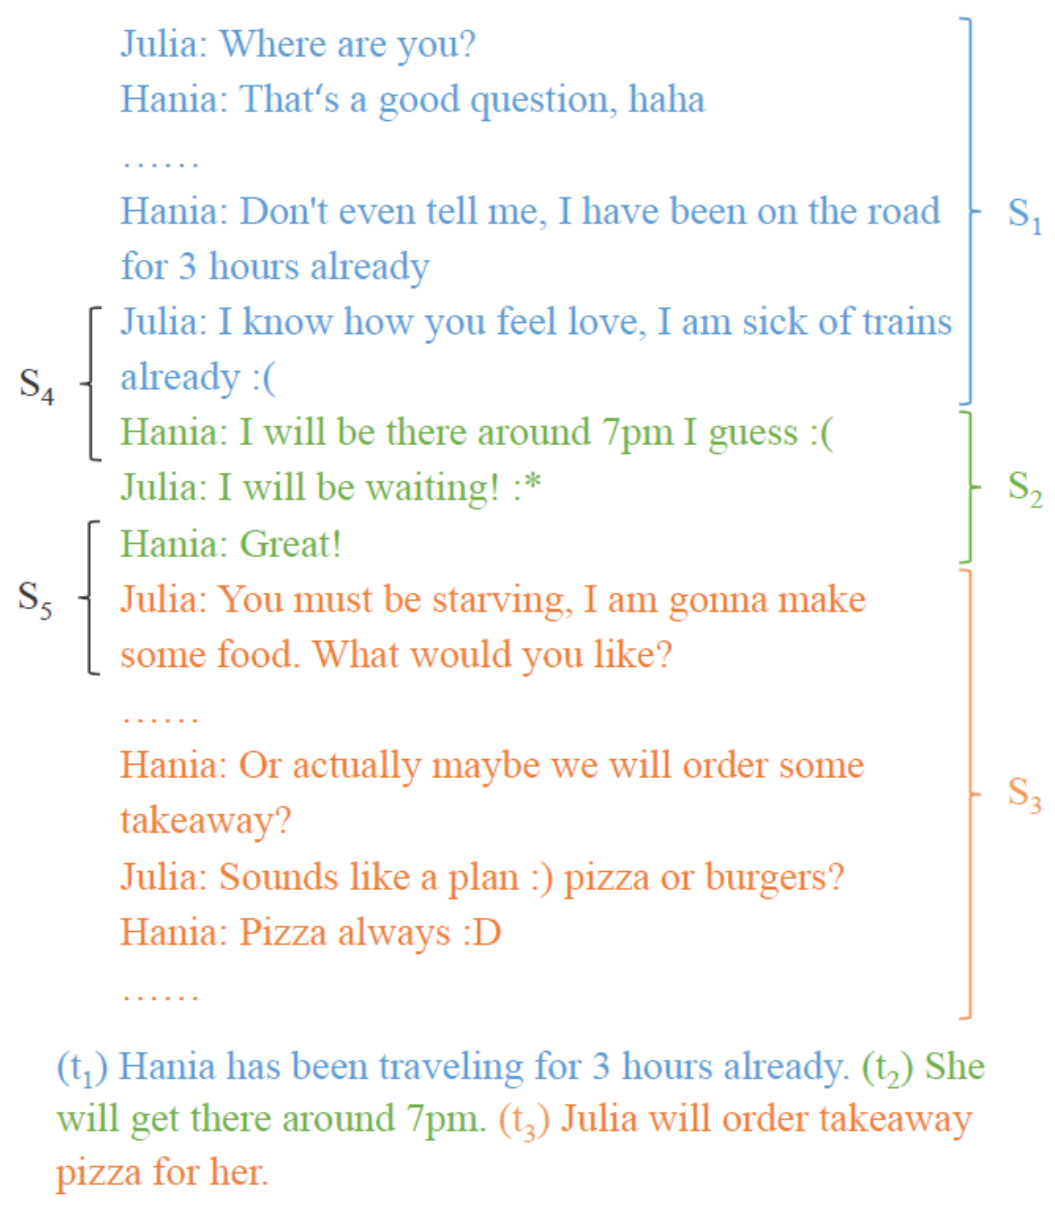 Julia: Where are you?
Hania: That‘s a good question, haha
……
Hania: Don't even tell me, I have been on the road
for 3 hours already
S₁
Julia: I know how you feel love, I am sick of trains
already :(
S₄
Hania: I will be there around 7pm I guess :(
Julia: I will be waiting! :*
S₂
Hania: Great!
Julia: You must be starving, I am gonna make
S₅
some food. What would you like?
……
Hania: Or actually maybe we will order some
S₃
takeaway?
Julia: Sounds like a plan :) pizza or burgers?
Hania: Pizza always :D
……
(t₁) Hania has been traveling for 3 hours already. (t₂) She
will get there around 7pm. (t₃) Julia will order takeaway
pizza for her.